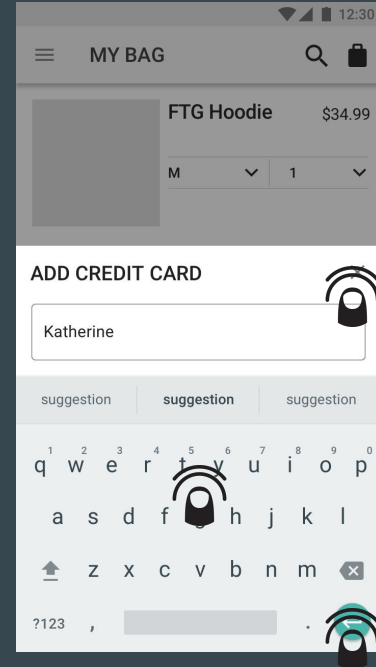 12:30
MY BAG
FTG Hoodie $34.99
M 1
ADD CREDIT CARD
Katherine
suggestion suggestion suggestion
1 2 3 4 5 6 7 8 9 0
q w e r t y u i o p
a s d f g h j k l
z x c v b n m
?123 , .